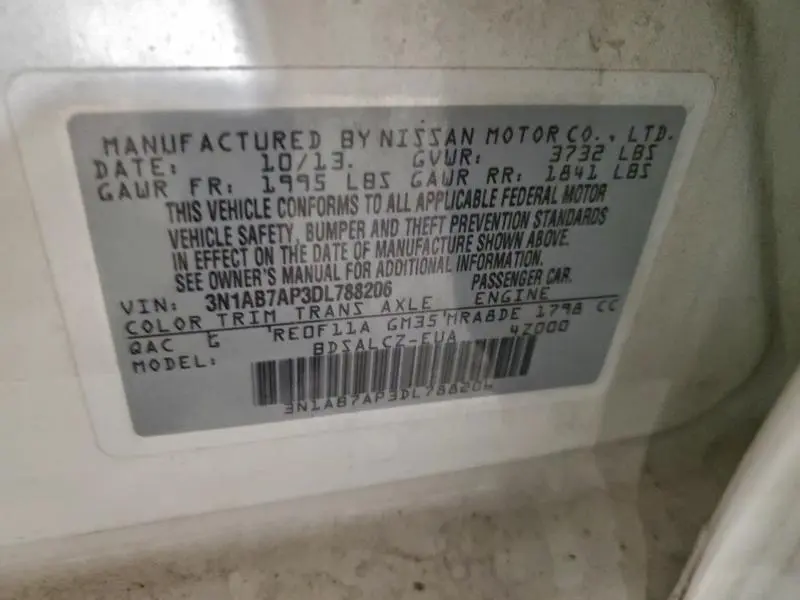 MANUFACTURED BY NISSAN MOTOR CO., LTD.
DATE: 10/13. GVWR: 3732 LBS
GAWR FR: 1995 LBS GAWR RR: 1841 LBS
THIS VEHICLE CONFORMS TO ALL APPLICABLE FEDERAL MOTOR
VEHICLE SAFETY, BUMPER AND THEFT PREVENTION STANDARDS
IN EFFECT ON THE DATE OF MANUFACTURE SHOWN ABOVE.
SEE OWNER'S MANUAL FOR ADDITIONAL INFORMATION.
VIN: 3N1AB7AP3DL788206 PASSENGER CAR.
COLOR TRIM TRANS AXLE ENGINE
QAC G RE0F11A GM35 MRA8DE 1798 CC
MODEL: BDSALCZ-EUA 4Z000
3N1AB7AP3DL788206